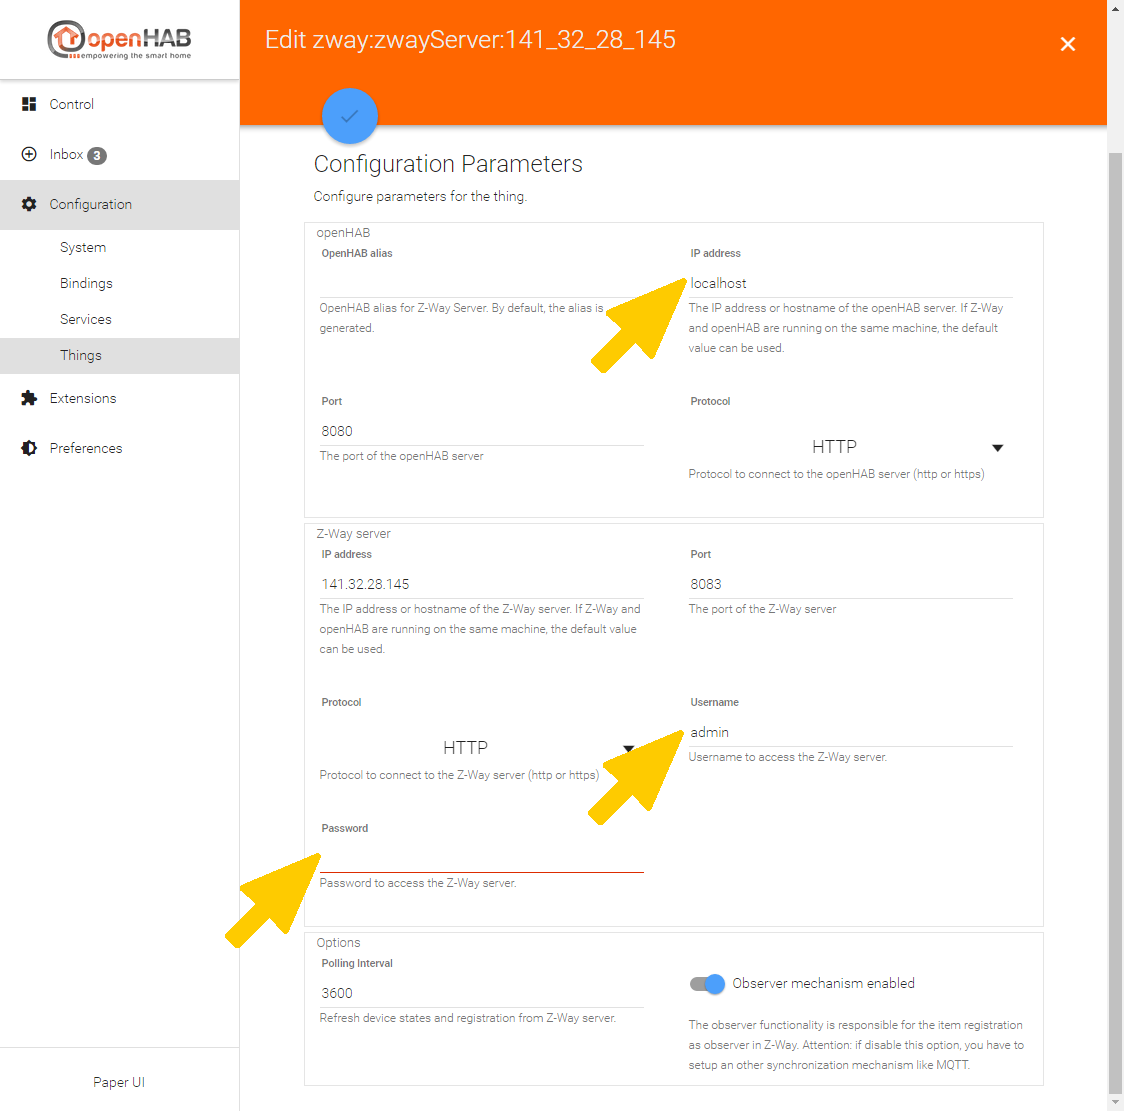 openHAB
empowering the smart home
Edit zway:zwayServer:141_32_28_145
Control
Inbox 3
Configuration
System
Bindings
Services
Things
Extensions
Preferences
Paper UI
Configuration Parameters
Configure parameters for the thing.
openHAB
OpenHAB alias
OpenHAB alias for Z-Way Server. By default, the alias is
generated.
IP address
localhost
The IP address or hostname of the openHAB server. If Z-Way
and openHAB are running on the same machine, the default
value can be used.
Port
8080
The port of the openHAB server
Protocol
HTTP
Protocol to connect to the openHAB server (http or https)
Z-Way server
IP address
141.32.28.145
The IP address or hostname of the Z-Way server. If Z-Way and
openHAB are running on the same machine, the default value
can be used.
Port
8083
The port of the Z-Way server
Protocol
HTTP
Protocol to connect to the Z-Way server (http or https)
Username
admin
Username to access the Z-Way server.
Password
Password to access the Z-Way server.
Options
Polling Interval
3600
Refresh device states and registration from Z-Way server.
Observer mechanism enabled
The observer functionality is responsible for the item registration
as observer in Z-Way. Attention: if disable this option, you have to
setup an other synchronization mechanism like MQTT.